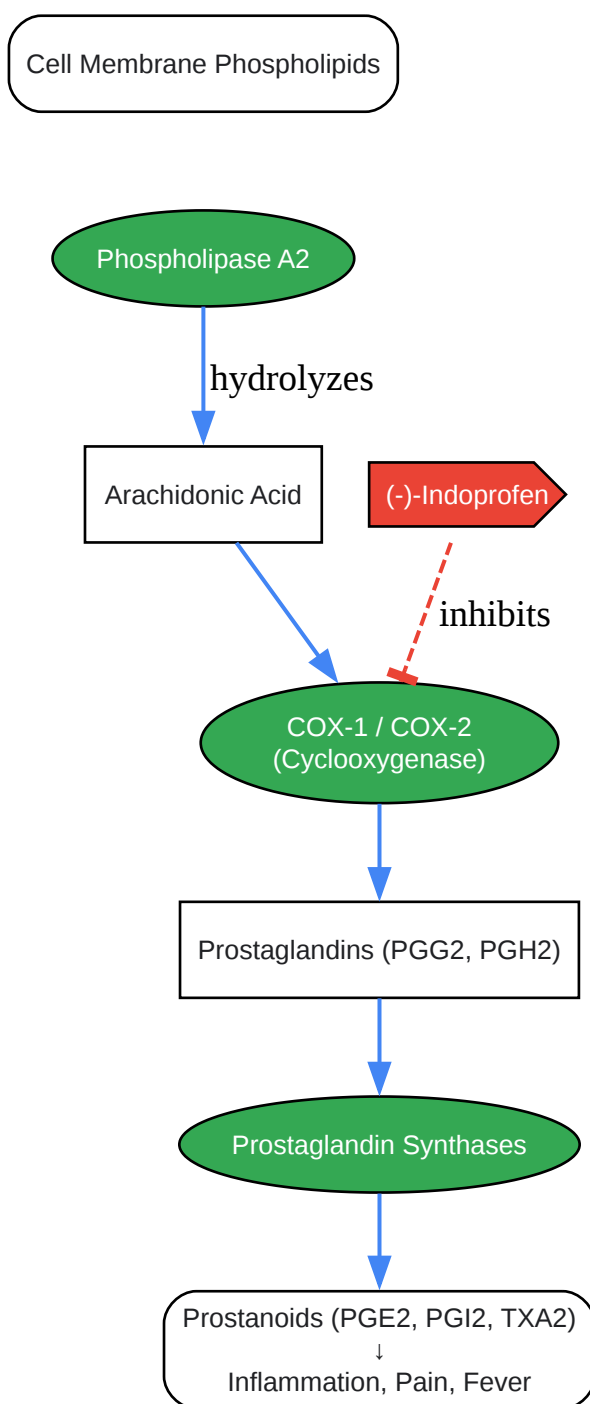 Cell Membrane Phospholipids
Phospholipase A2
hydrolyzes
Arachidonic Acid
(-)-Indoprofen
inhibits
COX-1 / COX-2
(Cyclooxygenase)
Prostaglandins (PGG2, PGH2)
Prostaglandin Synthases
Prostanoids (PGE2, PGI2, TXA2)
↓
Inflammation, Pain, Fever